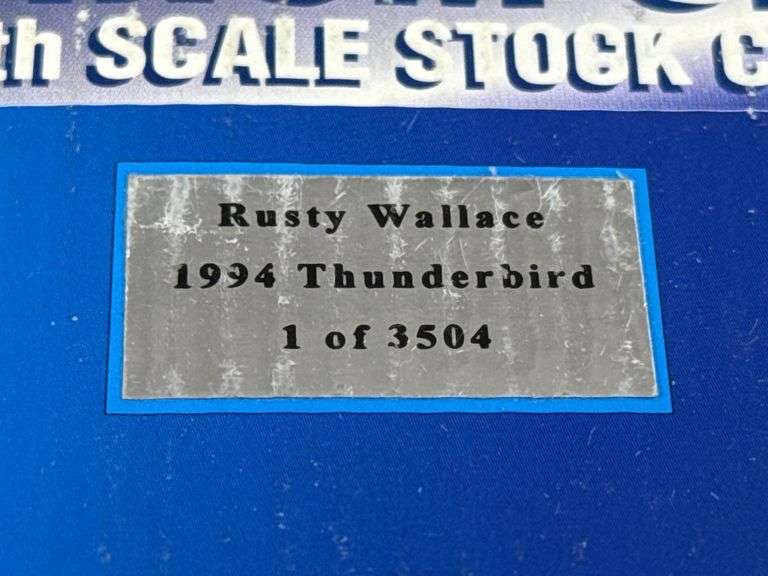 th SCALE STOCK C
Rusty Wallace
1994 Thunderbird
1 of 3504